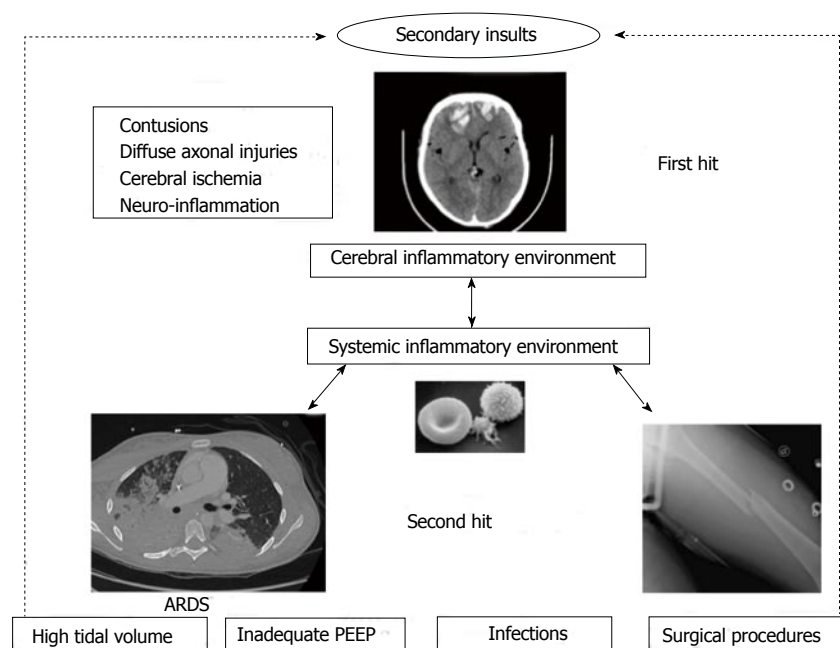 Secondary insults
Contusions
Diffuse axonal injuries
Cerebral ischemia
Neuro-inflammation
First hit
Cerebral inflammatory environment
Systemic inflammatory environment
Second hit
ARDS
High tidal volume
Inadequate PEEP
Infections
Surgical procedures